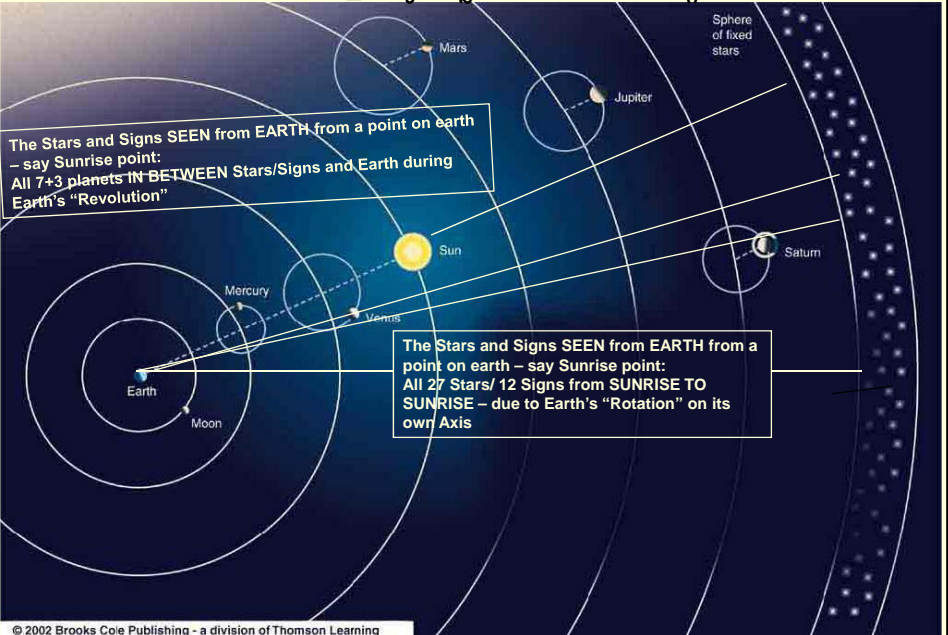 Sphere
of fixed
stars
Mars
Jupiter
The Stars and Signs SEEN from EARTH from a point on earth
– say Sunrise point:
All 7+3 planets IN BETWEEN Stars/Signs and Earth during
Earth's “Revolution”
Sun
Saturn
Mercury
Venus
The Stars and Signs SEEN from EARTH from a
point on earth – say Sunrise point:
All 27 Stars/ 12 Signs from SUNRISE TO
SUNRISE – due to Earth's “Rotation” on its
own Axis
Earth
Moon
© 2002 Brooks Cole Publishing - a division of Thomson Learning